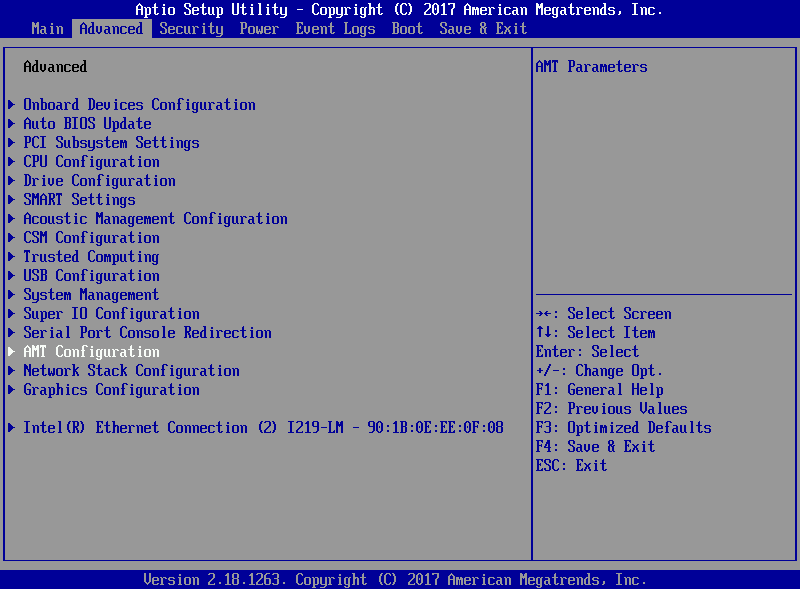 Aptio Setup Utility - Copyright (C) 2017 American Megatrends, Inc.
Main Advanced Security Power Event Logs Boot Save & Exit
Advanced
Onboard Devices Configuration
Auto BIOS Update
PCI Subsystem Settings
CPU Configuration
Drive Configuration
SMART Settings
Acoustic Management Configuration
CSM Configuration
Trusted Computing
USB Configuration
System Management
Super IO Configuration
Serial Port Console Redirection
AMT Configuration
Network Stack Configuration
Graphics Configuration
Intel(R) Ethernet Connection (2) I219-LM - 90:1B:0E:EE:0F:08
AMT Parameters
→←: Select Screen
↑↓: Select Item
Enter: Select
+/-: Change Opt.
F1: General Help
F2: Previous Values
F3: Optimized Defaults
F4: Save & Exit
ESC: Exit
Version 2.18.1263. Copyright (C) 2017 American Megatrends, Inc.